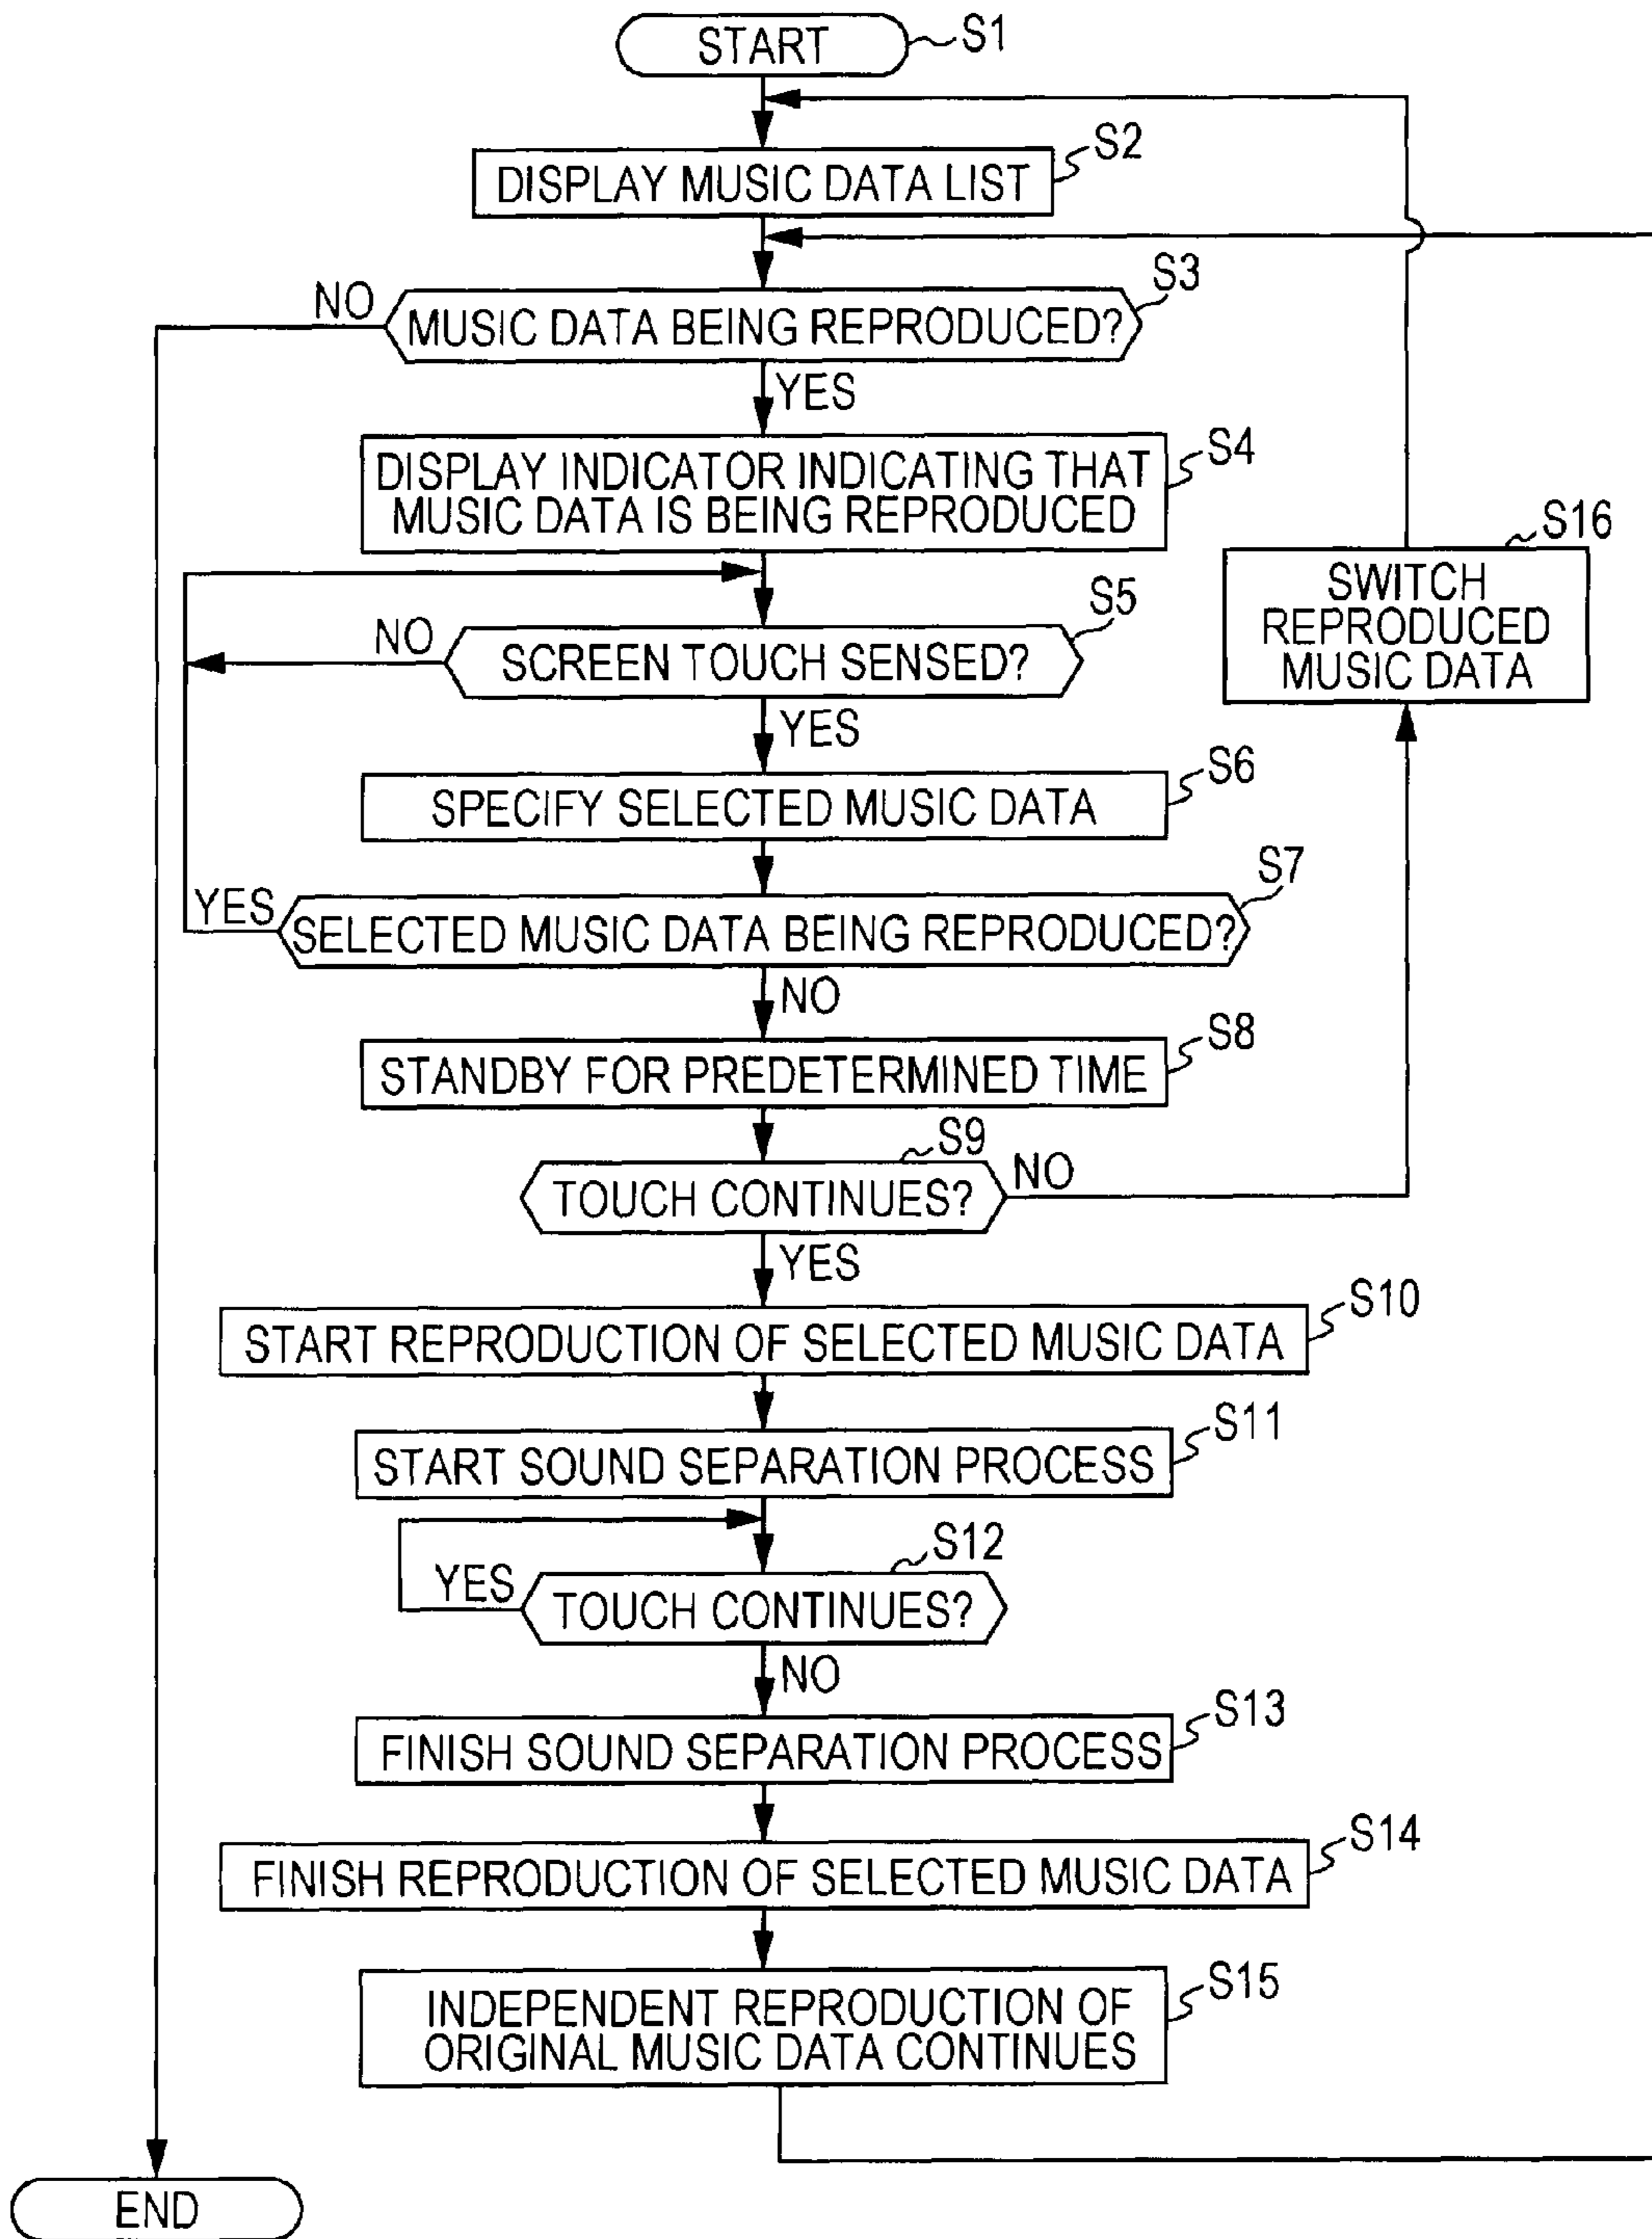 START
S1
DISPLAY MUSIC DATA LIST
S2
NO
MUSIC DATA BEING REPRODUCED?
S3
YES
DISPLAY INDICATOR INDICATING THAT
MUSIC DATA IS BEING REPRODUCED
S4
S16
SWITCH
REPRODUCED
MUSIC DATA
NO
SCREEN TOUCH SENSED?
S5
YES
SPECIFY SELECTED MUSIC DATA
S6
YES
SELECTED MUSIC DATA BEING REPRODUCED?
S7
NO
STANDBY FOR PREDETERMINED TIME
S8
TOUCH CONTINUES?
S9
NO
YES
START REPRODUCTION OF SELECTED MUSIC DATA
S10
START SOUND SEPARATION PROCESS
S11
YES
TOUCH CONTINUES?
S12
NO
FINISH SOUND SEPARATION PROCESS
S13
FINISH REPRODUCTION OF SELECTED MUSIC DATA
S14
INDEPENDENT REPRODUCTION OF
ORIGINAL MUSIC DATA CONTINUES
S15
END